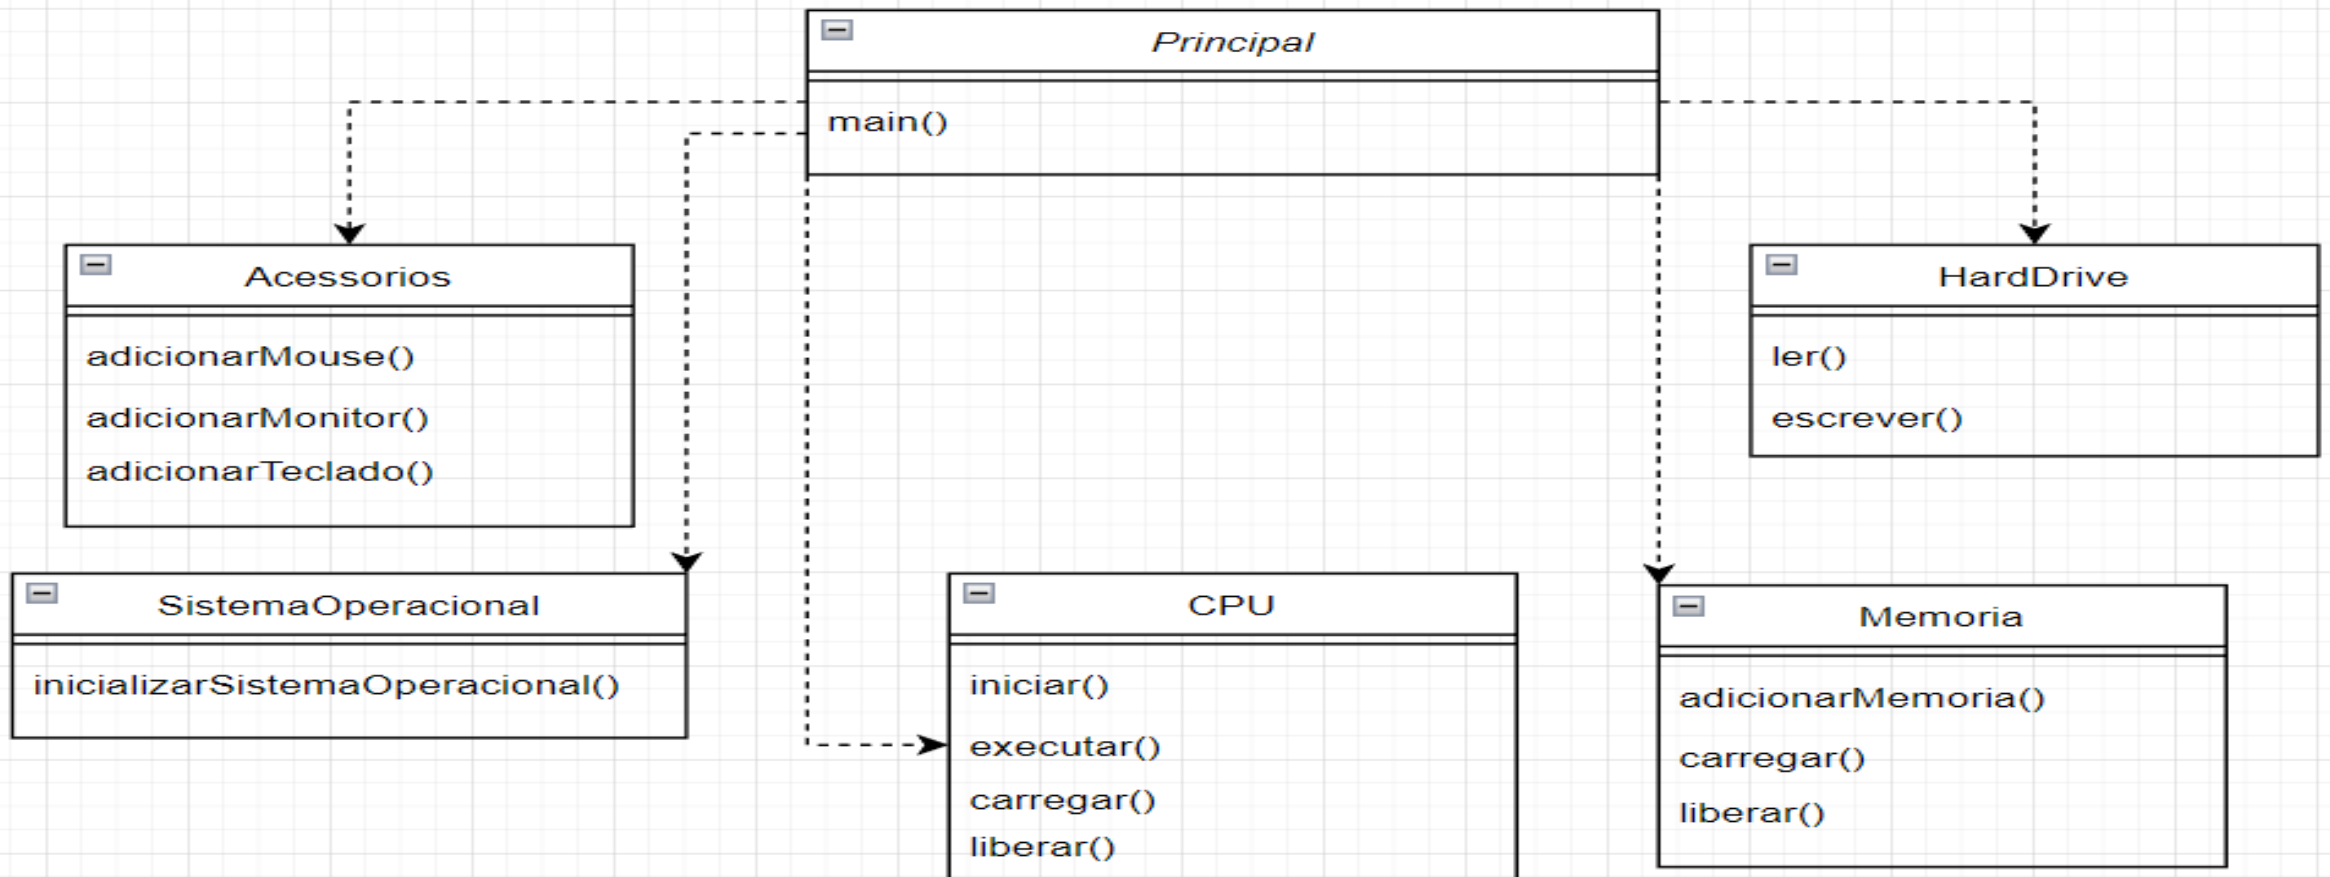 Principal
main()
Acessorios
adicionarMouse()
adicionarMonitor()
adicionarTeclado()
HardDrive
ler()
escrever()
SistemaOperacional
inicializarSistemaOperacional()
CPU
iniciar()
executar()
carregar()
liberar()
Memoria
adicionarMemoria()
carregar()
liberar()